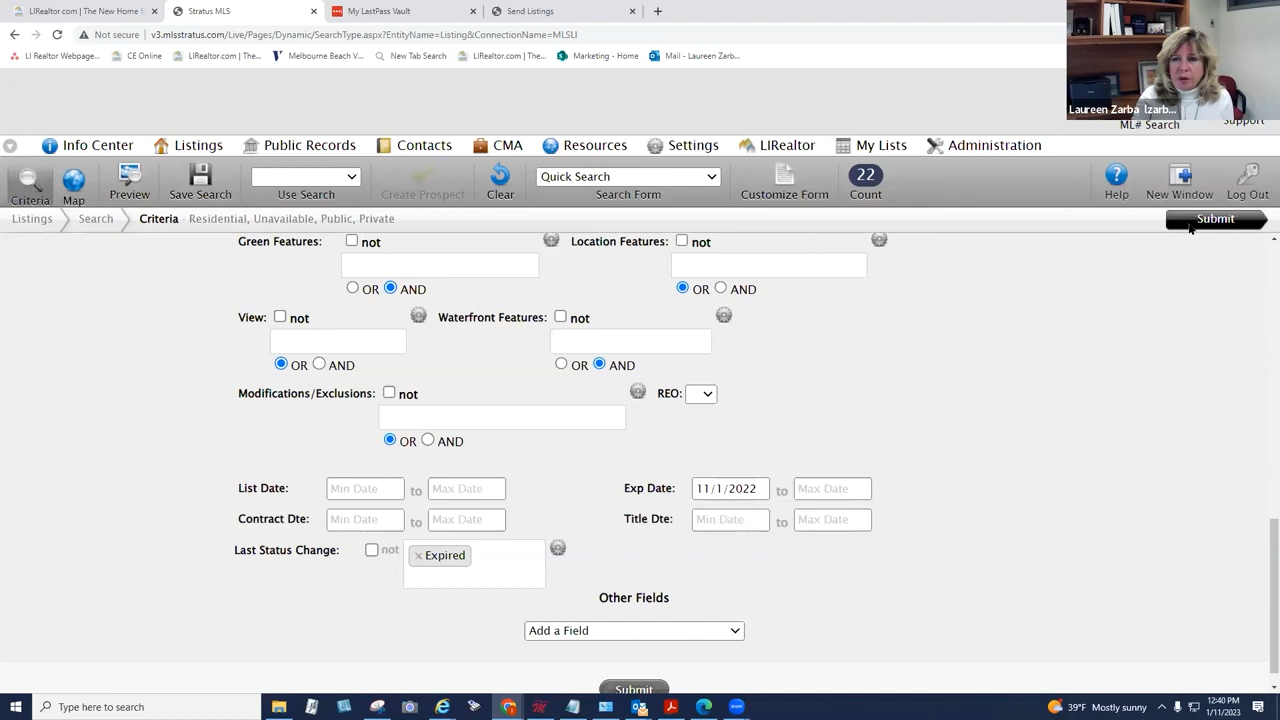 LIRealtor.com | The New Home f
Stratus MLS
My LastPass Vault
Send Listings
Not secure | v3.mlsstratus.com/Live/Pages/Dynamic/SearchType.aspx?EntityNam
ConnectionName=MLSLI
LI Realtor Webpage...
CE Online
LIRealtor.com | The...
Melbourne Beach V...
New Tab Search
LIRealtor.com | The...
Marketing - Home
Mail - Laureen Zarb...
Laureen Zarba lzarb...
ML# Search
Support
Info Center
Listings
Public Records
Contacts
CMA
Resources
Settings
LIRealtor
My Lists
Administration
Criteria
Map
Preview
Save Search
Use Search
Create Prospect
Clear
Quick Search
Search Form
Customize Form
22
Count
Help
New Window
Log Out
Listings
Search
Criteria
Residential, Unavailable, Public, Private
Submit
Green Features: not
Location Features: not
OR AND
OR AND
View: not
Waterfront Features: not
OR AND
OR AND
Modifications/Exclusions: not
REO:
OR AND
List Date: Min Date to Max Date
Exp Date: 11/1/2022 to Max Date
Contract Dte: Min Date to Max Date
Title Dte: Min Date to Max Date
Last Status Change: not × Expired
Other Fields
Add a Field
Submit
Type here to search
39°F Mostly sunny
12:40 PM
1/11/2023